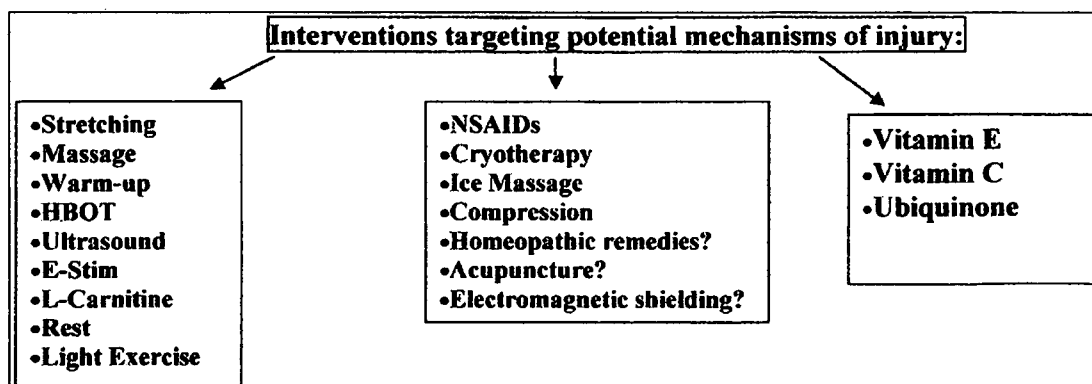 Interventions targeting potential mechanisms of injury:
•Stretching
•Massage
•Warm-up
•HBOT
•Ultrasound
•E-Stim
•L-Carnitine
•Rest
•Light Exercise
•NSAIDs
•Cryotherapy
•Ice Massage
•Compression
•Homeopathic remedies?
•Acupuncture?
•Electromagnetic shielding?
•Vitamin E
•Vitamin C
•Ubiquinone